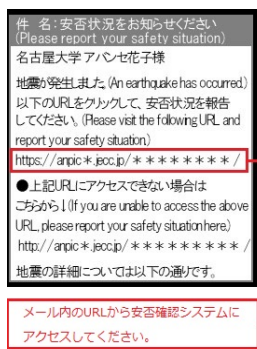 件 名：安否状況をお知らせください
(Please report your safety situation)
名古屋大学 アバンセ花子様
地震が発生しました。(An earthquake has occurred.)
以下のURLをクリックして、安否状況を報告
してください。(Please visit the following URL and
report your safety situation.)
https://anpic＊.jecc.jp/＊＊＊＊＊＊＊＊/
●上記URLにアクセスできない場合は
こちらから↓(If you are unable to access the above
URL, please report your safety situation here.)
http://anpic＊.jecc.jp/＊＊＊＊＊＊＊＊＊ /
地震の詳細については以下の通りです。
メール内のURLから安否確認システムに
アクセスしてください。